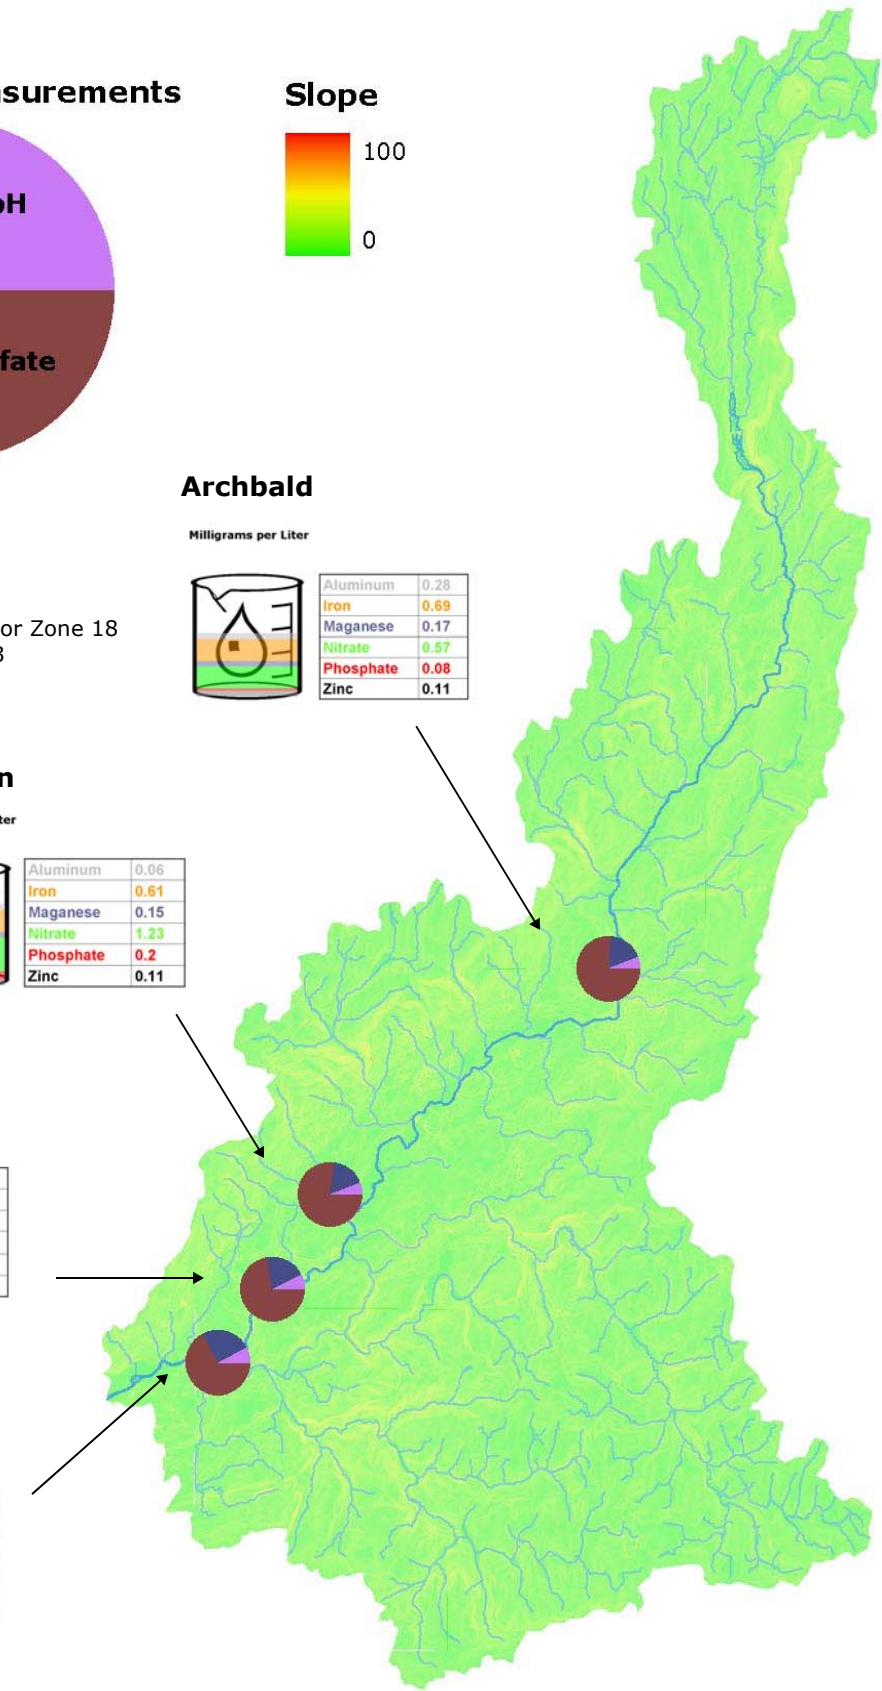 surements
Slope
100
0
pH
fate
Archbald
Milligrams per Liter
Aluminum 0.28
Iron 0.69
Maganese 0.17
Nitrate 0.57
Phosphate 0.08
Zinc 0.11
or Zone 18
3
n
ter
Aluminum 0.06
Iron 0.61
Maganese 0.15
Nitrate 1.23
Phosphate 0.2
Zinc 0.11